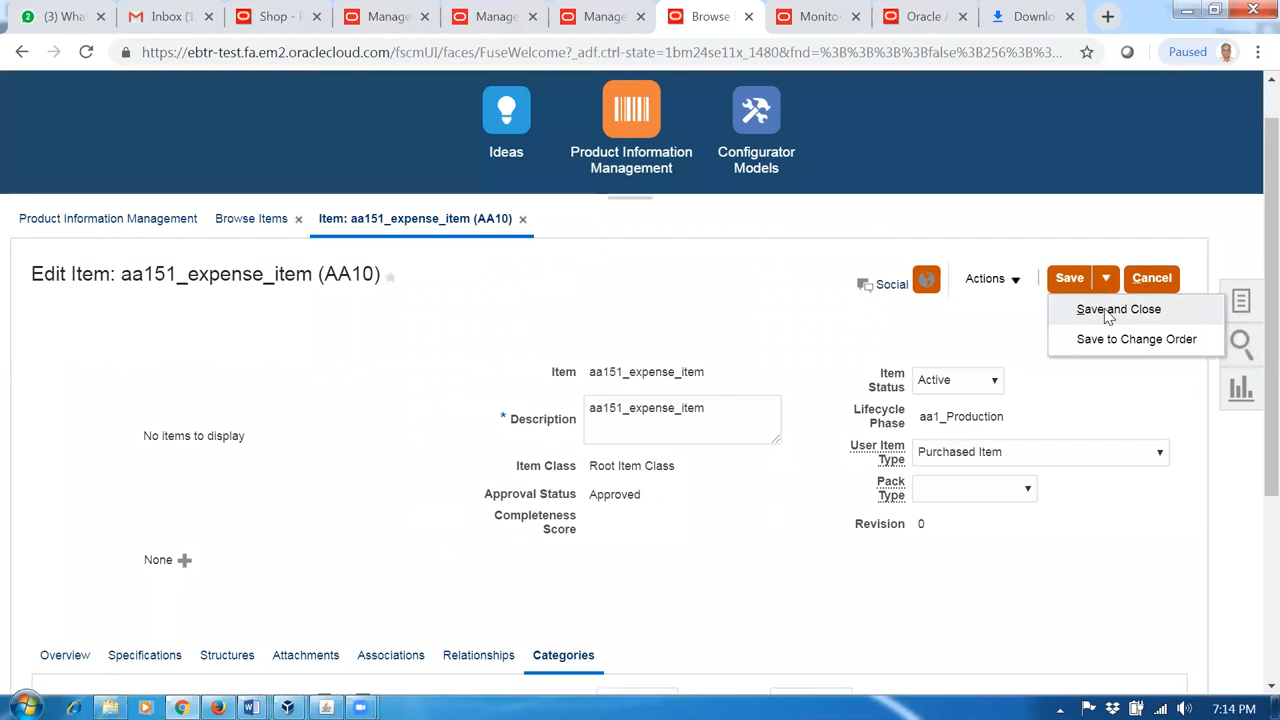 (3) Wha
Inbox
Shop -
Manage
Manage
Manage
Browse
Monito
Oracle
Downlo
https://ebtr-test.fa.em2.oraclecloud.com/fscmUI/faces/FuseWelcome?_adf.ctrl-state=1bm24se11x_1480&fnd=%3B%3B%3B%3Bfalse%3B256%3B%3...
Paused
Ideas
Product Information
Management
Configurator
Models
Product Information Management
Browse Items
Item: aa151_expense_item (AA10)
Edit Item: aa151_expense_item (AA10)
Social
Actions
Save
Cancel
Save and Close
Save to Change Order
Item aa151_expense_item
* Description aa151_expense_item
Item Class Root Item Class
Approval Status Approved
Completeness
Score
No items to display
None
Item
Status Active
Lifecycle
Phase aa1_Production
User Item
Type Purchased Item
Pack
Type
Revision 0
Overview Specifications Structures Attachments Associations Relationships Categories
7:14 PM